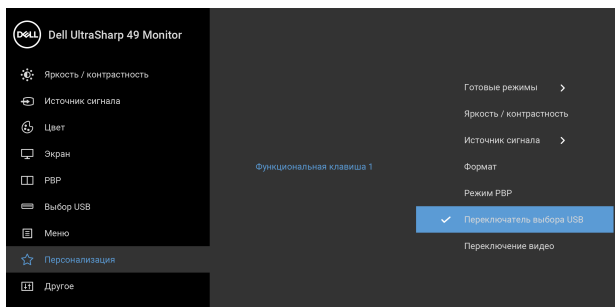 DELL Dell UltraSharp 49 Monitor
Яркость / контрастность
Источник сигнала
Цвет
Экран
PBP
Выбор USB
Меню
Персонализация
Другое
Функциональная клавиша 1
Готовые режимы
Яркость / контрастность
Источник сигнала
Формат
Режим PBP
Переключатель выбора USB
Переключение видео